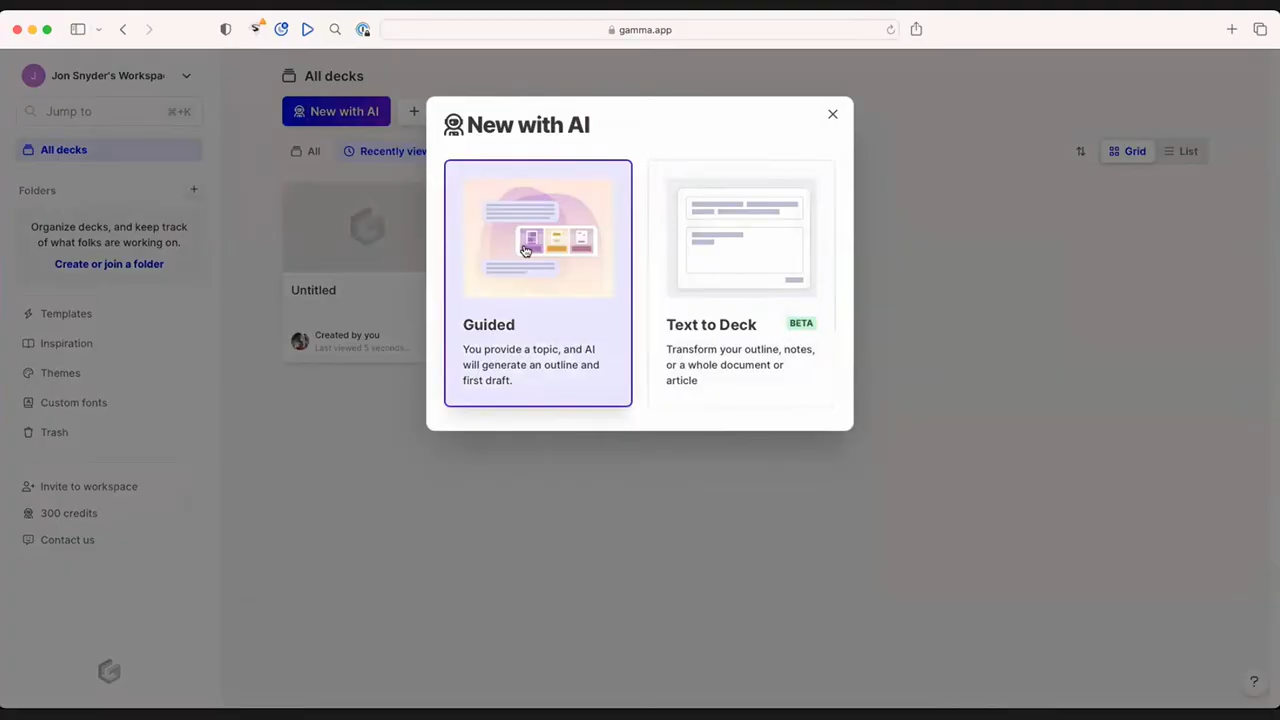 gamma.app
J
Jon Snyder's Workspa
Jump to
⌘+K
All decks
Folders
+
Organize decks, and keep track
of what folks are working on.
Create or join a folder
Templates
Inspiration
Themes
Custom fonts
Trash
Invite to workspace
300 credits
Contact us
All decks
New with AI
+
All
Recently view
Grid
List
Untitled
Created by you
Last viewed 5 seconds...
New with AI
Guided
You provide a topic, and AI
will generate an outline and
first draft.
Text to Deck
BETA
Transform your outline, notes,
or a whole document or
article
?